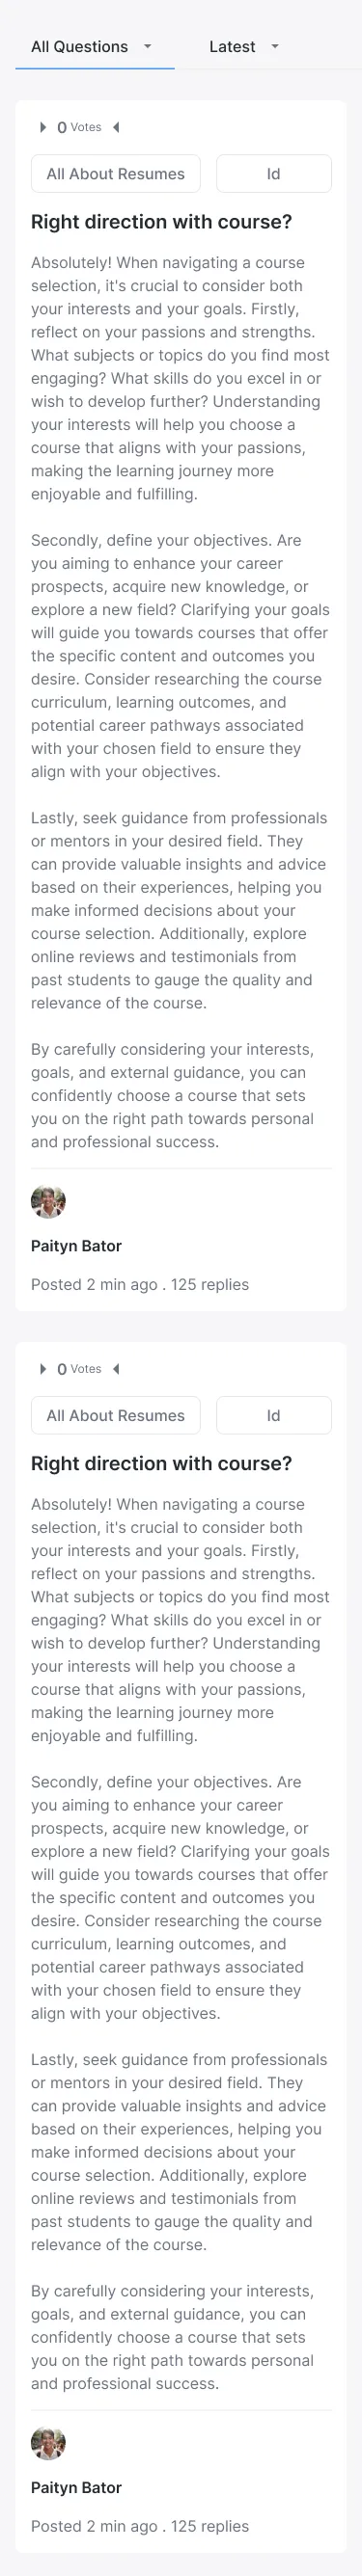 All Questions
Latest
0 Votes
All About Resumes
Id
Right direction with course?
Absolutely! When navigating a course
selection, it's crucial to consider both
your interests and your goals. Firstly,
reflect on your passions and strengths.
What subjects or topics do you find most
engaging? What skills do you excel in or
wish to develop further? Understanding
your interests will help you choose a
course that aligns with your passions,
making the learning journey more
enjoyable and fulfilling.
Secondly, define your objectives. Are
you aiming to enhance your career
prospects, acquire new knowledge, or
explore a new field? Clarifying your goals
will guide you towards courses that offer
the specific content and outcomes you
desire. Consider researching the course
curriculum, learning outcomes, and
potential career pathways associated
with your chosen field to ensure they
align with your objectives.
Lastly, seek guidance from professionals
or mentors in your desired field. They
can provide valuable insights and advice
based on their experiences, helping you
make informed decisions about your
course selection. Additionally, explore
online reviews and testimonials from
past students to gauge the quality and
relevance of the course.
By carefully considering your interests,
goals, and external guidance, you can
confidently choose a course that sets
you on the right path towards personal
and professional success.
Paityn Bator
Posted 2 min ago . 125 replies
0 Votes
All About Resumes
Id
Right direction with course?
Absolutely! When navigating a course
selection, it's crucial to consider both
your interests and your goals. Firstly,
reflect on your passions and strengths.
What subjects or topics do you find most
engaging? What skills do you excel in or
wish to develop further? Understanding
your interests will help you choose a
course that aligns with your passions,
making the learning journey more
enjoyable and fulfilling.
Secondly, define your objectives. Are
you aiming to enhance your career
prospects, acquire new knowledge, or
explore a new field? Clarifying your goals
will guide you towards courses that offer
the specific content and outcomes you
desire. Consider researching the course
curriculum, learning outcomes, and
potential career pathways associated
with your chosen field to ensure they
align with your objectives.
Lastly, seek guidance from professionals
or mentors in your desired field. They
can provide valuable insights and advice
based on their experiences, helping you
make informed decisions about your
course selection. Additionally, explore
online reviews and testimonials from
past students to gauge the quality and
relevance of the course.
By carefully considering your interests,
goals, and external guidance, you can
confidently choose a course that sets
you on the right path towards personal
and professional success.
Paityn Bator
Posted 2 min ago . 125 replies